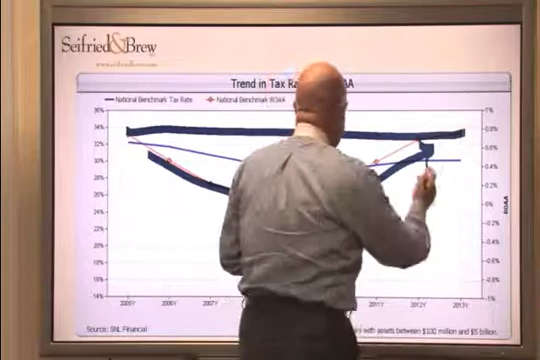 Seifried&Brew
Trend in Tax AA
National Benchmark Tax Rate National Benchmark ROAA
36% 1%
34% 0.8%
32% 0.6%
30% 0.4%
28% 0.2%
26% 0%
24% -0.2%
22% -0.4%
20% -0.6%
18% -0.8%
16%
14% -1%
ROAA
2005Y 2006Y 2007Y 2011Y 2012Y 2013Y
Source: SNL Financial with assets between $100 million and $5 billion.